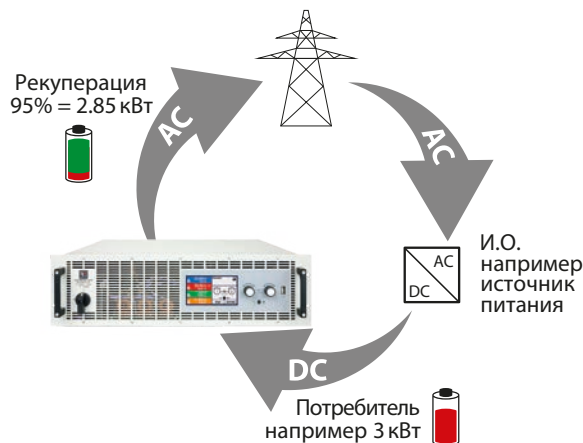 Рекуперация
95% = 2.85 кВт
AC
AC
И.О.
например
источник
питания
AC
DC
DC
Потребитель
например 3 кВт